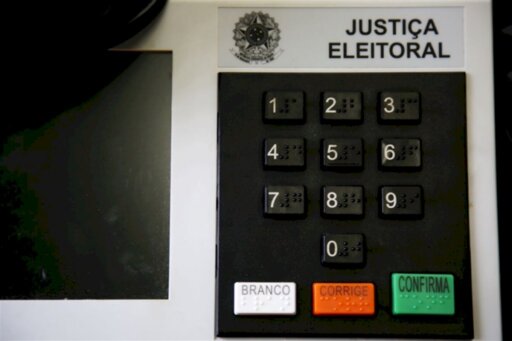 JUSTIÇA
ELEITORAL
1 2 3
4 5 6
7 8 9
0
BRANCO CORRIGE CONFIRMA